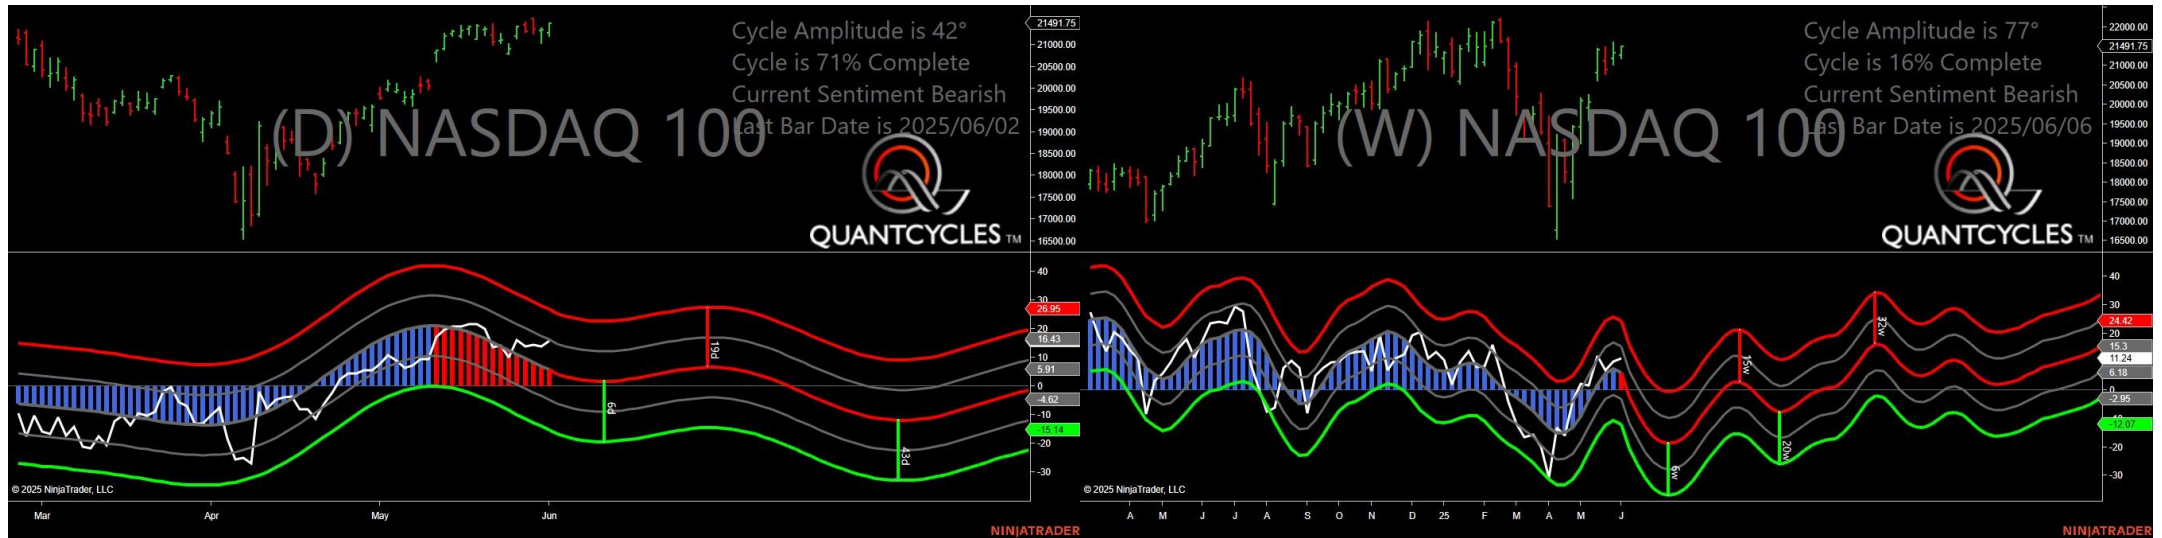 (D) NASDAQ 100
Cycle Amplitude is 42°
Cycle is 71% Complete
Current Sentiment Bearish
Last Bar Date is 2025/06/02
QUANTCYCLES TM
21491.75
21000.00
20500.00
20000.00
19500.00
19000.00
18500.00
18000.00
17500.00
17000.00
16500.00
40
30
26.95
20
16.43
10
5.91
0
-4.62
-10
-15.14
-20
-30
6d
19d
43d
© 2025 NinjaTrader, LLC
Mar Apr May Jun
NINJATRADER
(W) NASDAQ 100
Cycle Amplitude is 77°
Cycle is 16% Complete
Current Sentiment Bearish
Last Bar Date is 2025/06/06
QUANTCYCLES TM
22000.00
21491.75
21000.00
20500.00
20000.00
19500.00
19000.00
18500.00
18000.00
17500.00
17000.00
16500.00
40
30
24.42
20
15.3
11.24
6.18
0
-2.95
-12.07
-20
-30
6w
15w
20w
32w
© 2025 NinjaTrader, LLC
A M J J A S O N D 25 F M A M J
NINJATRADER